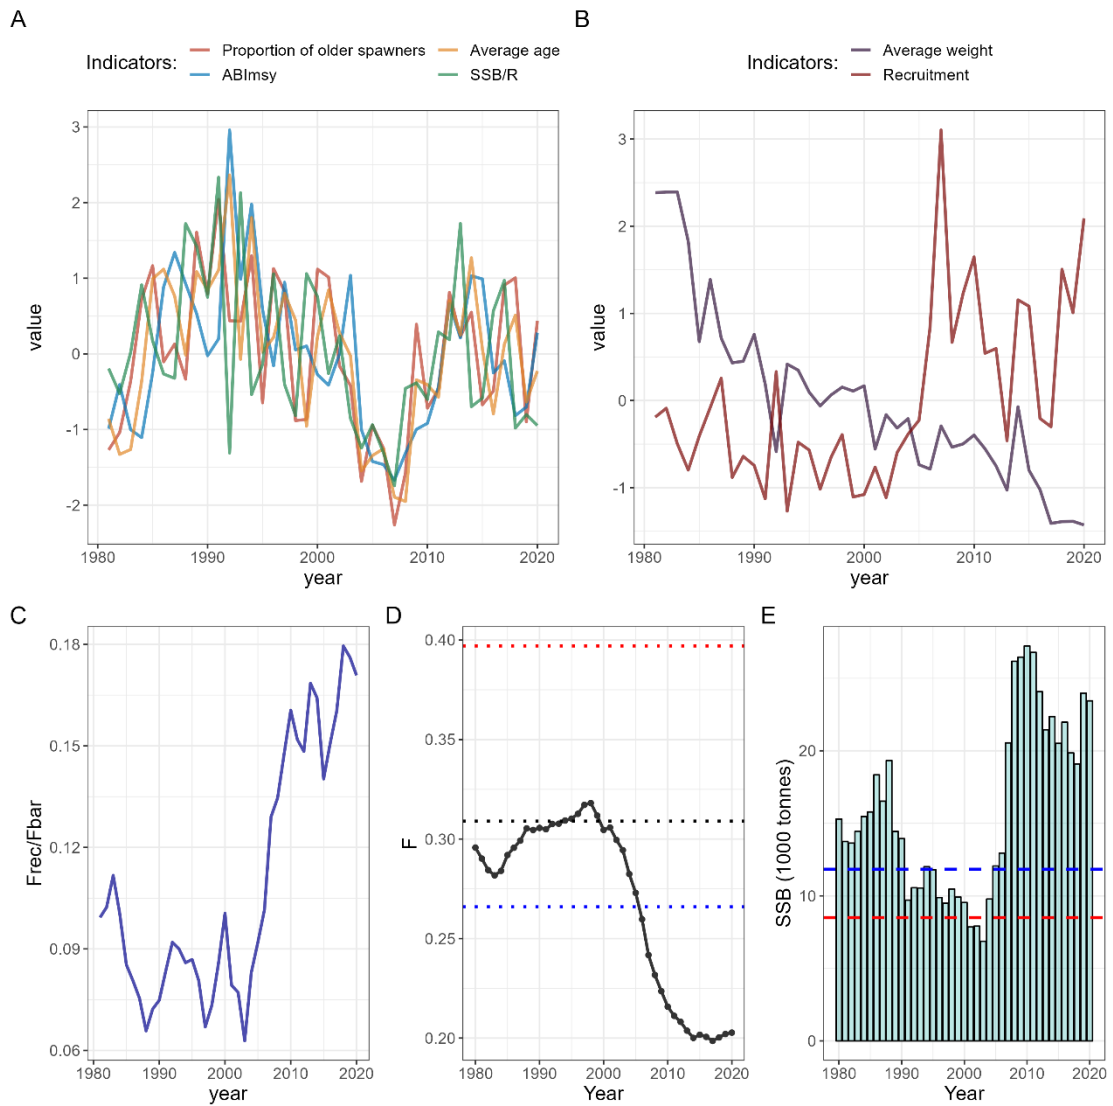 A
Indicators:
Proportion of older spawners
Average age
ABImsy
SSB/R
value
3
2
1
0
-1
-2
1980
1990
2000
2010
2020
year
B
Indicators:
Average weight
Recruitment
value
3
2
1
0
-1
1980
1990
2000
2010
2020
year
C
Frec/Fbar
0.18
0.15
0.12
0.09
0.06
1980
1990
2000
2010
2020
year
D
F
0.40
0.35
0.30
0.25
0.20
1980
1990
2000
2010
2020
Year
E
SSB (1000 tonnes)
20
10
0
1980
1990
2000
2010
2020
Year